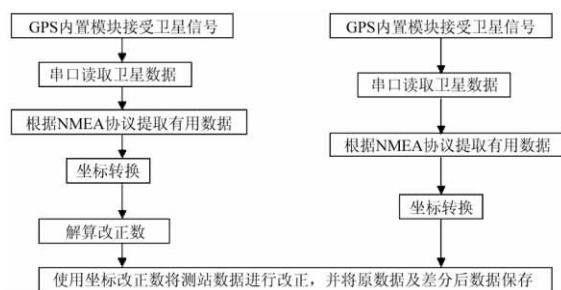 GPS内置模块接受卫星信号
串口读取卫星数据
根据NMEA协议提取有用数据
坐标转换
解算改正数
GPS内置模块接受卫星信号
串口读取卫星数据
根据NMEA协议提取有用数据
坐标转换
使用坐标改正数将测站数据进行改正，并将原数据及差分后数据保存